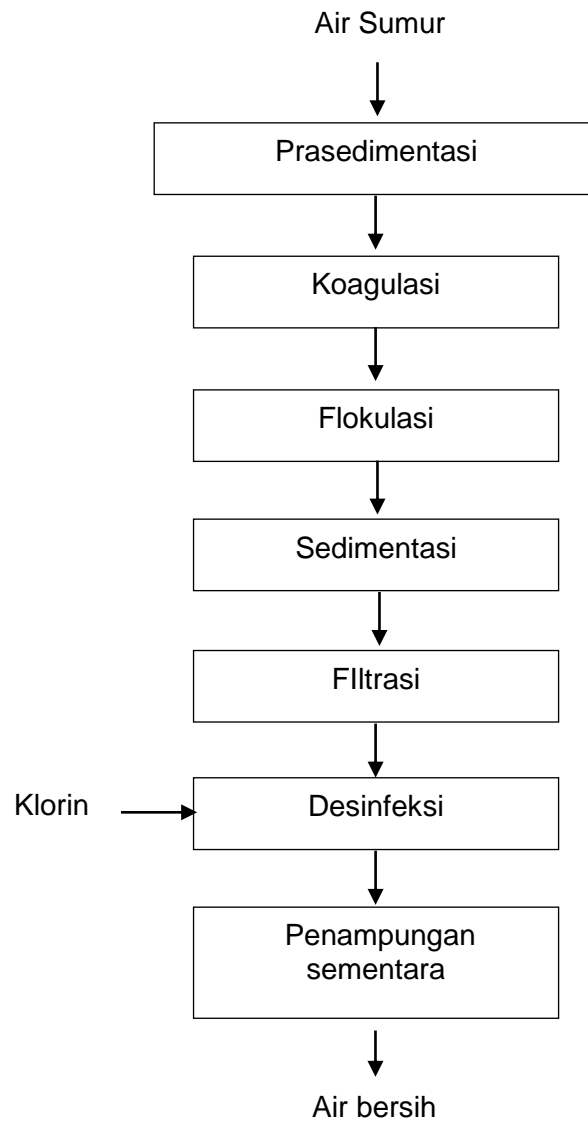 Air Sumur
Prasedimentasi
Koagulasi
Flokulasi
Sedimentasi
FIltrasi
Klorin
Desinfeksi
Penampungan
sementara
Air bersih